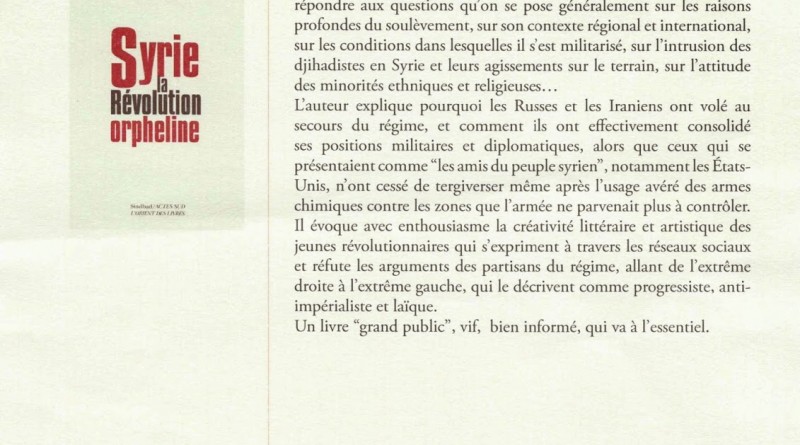 Syrie
la
Révolution
orpheline
Sindbad/ACTES SUD
L'ORIENT DES LIVRES
répondre aux questions qu'on se pose généralement sur les raisons
profondes du soulèvement, sur son contexte régional et international,
sur les conditions dans lesquelles il s'est militarisé, sur l'intrusion des
djihadistes en Syrie et leurs agissements sur le terrain, sur l'attitude
des minorités ethniques et religieuses…
L'auteur explique pourquoi les Russes et les Iraniens ont volé au
secours du régime, et comment ils ont effectivement consolidé
ses positions militaires et diplomatiques, alors que ceux qui se
présentaient comme “les amis du peuple syrien”, notamment les États-
Unis, n'ont cessé de tergiverser même après l'usage avéré des armes
chimiques contre les zones que l'armée ne parvenait plus à contrôler.
Il évoque avec enthousiasme la créativité littéraire et artistique des
jeunes révolutionnaires qui s'expriment à travers les réseaux sociaux
et réfute les arguments des partisans du régime, allant de l'extrême
droite à l'extrême gauche, qui le décrivent comme progressiste, anti-
impérialiste et laïque.
Un livre “grand public”, vif, bien informé, qui va à l'essentiel.